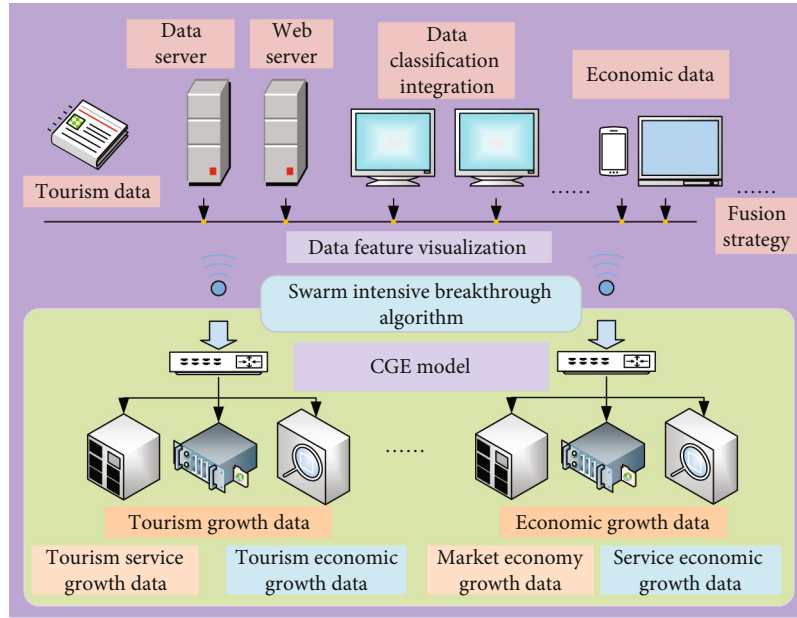 Data
server
Web
server
Data
classification
integration
Economic data
Tourism data
......
......
Fusion
strategy
Data feature visualization
Swarm intensive breakthrough
algorithm
CGE model
......
Tourism growth data
Economic growth data
Tourism service
growth data
Tourism economic
growth data
Market economy
growth data
Service economic
growth data